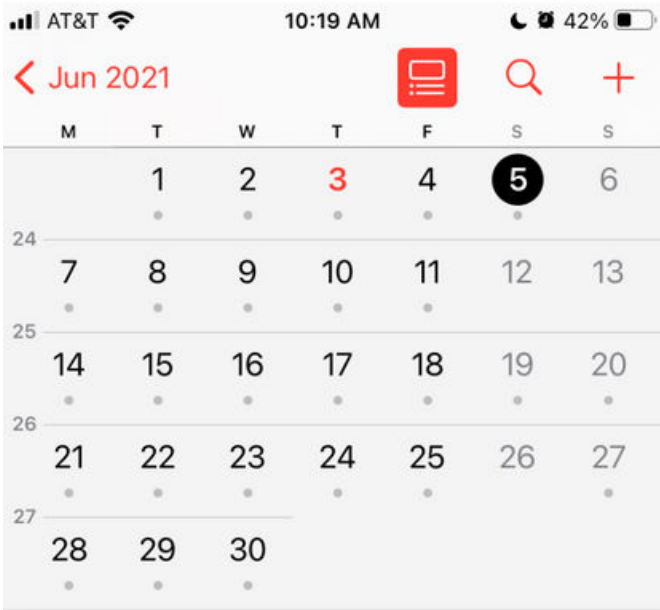 AT&T 10:19 AM 42%
Jun 2021
M T W T F S S
1 2 3 4 5 6
24
7 8 9 10 11 12 13
25
14 15 16 17 18 19 20
26
21 22 23 24 25 26 27
27
28 29 30